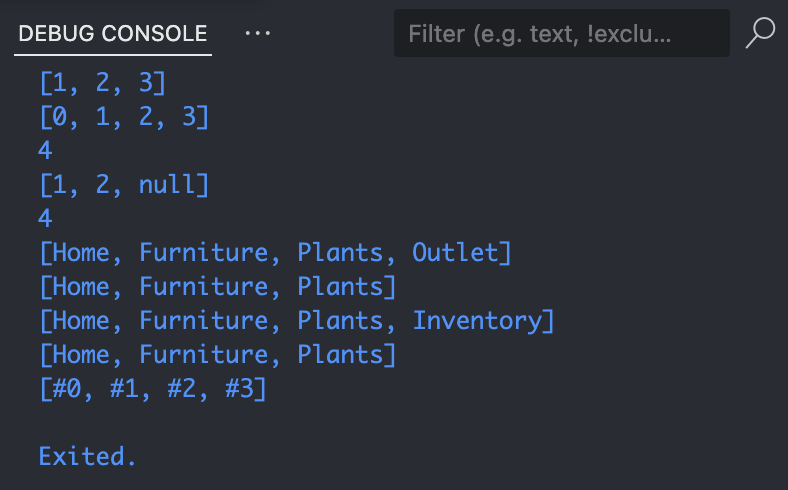 DEBUG CONSOLE ... Filter (e.g. text, !exclu...
[1, 2, 3]
[0, 1, 2, 3]
4
[1, 2, null]
4
[Home, Furniture, Plants, Outlet]
[Home, Furniture, Plants]
[Home, Furniture, Plants, Inventory]
[Home, Furniture, Plants]
[#0, #1, #2, #3]
Exited.